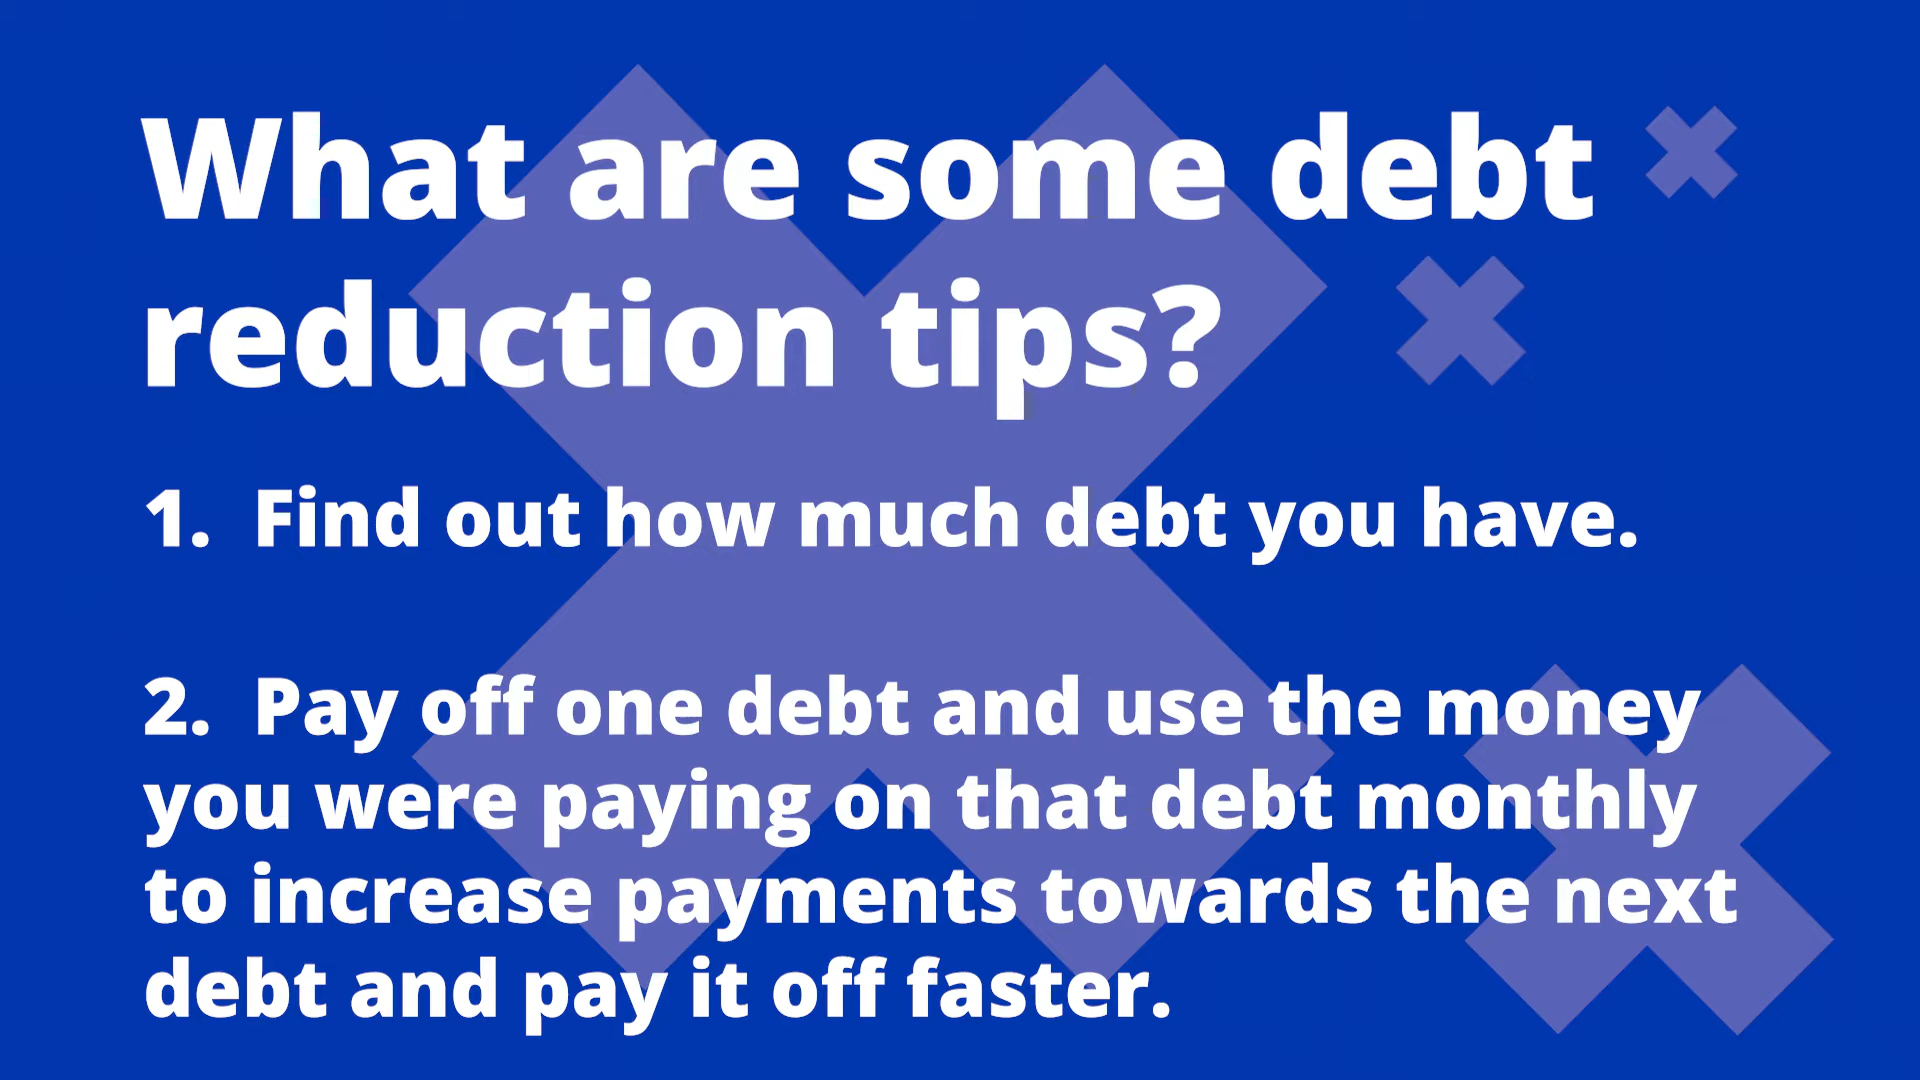 What are some debt
reduction tips?
1. Find out how much debt you have.
2. Pay off one debt and use the money
you were paying on that debt monthly
to increase payments towards the next
debt and pay it off faster.